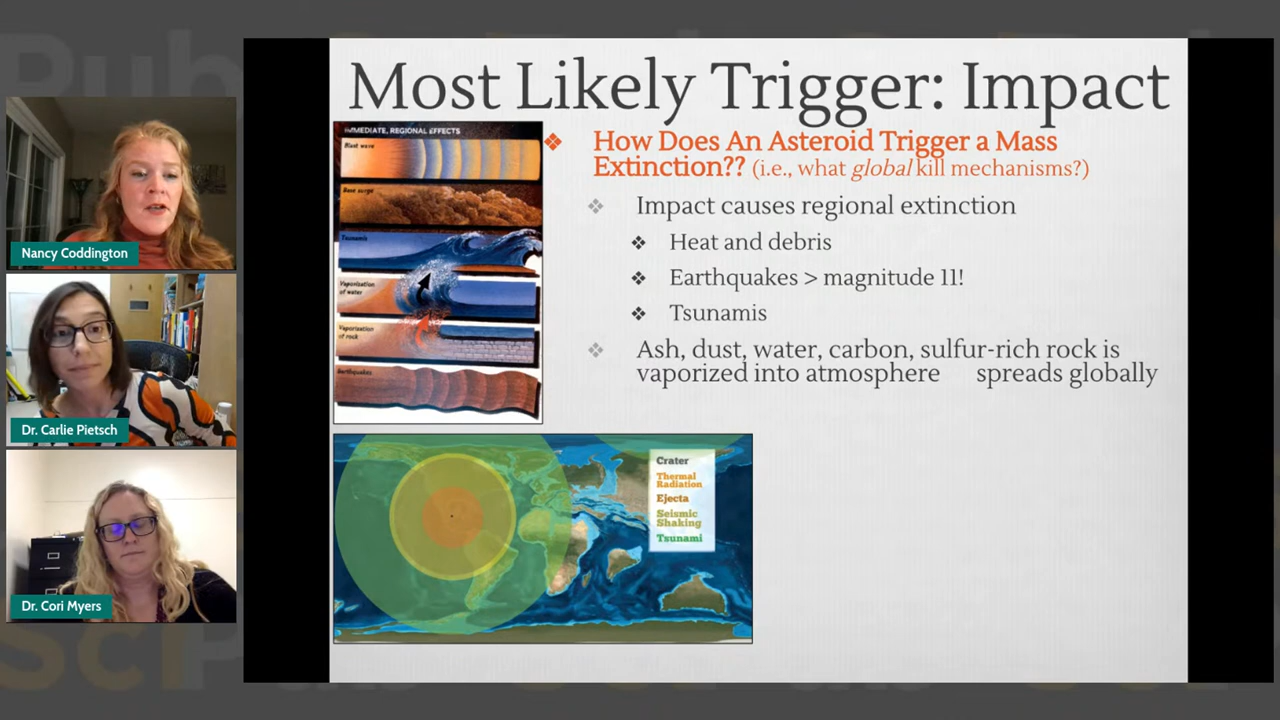 Most Likely Trigger: Impact
IMMEDIATE, REGIONAL EFFECTS
Blast wave
Base surge
Tsunami
Vaporization
of water
Vaporization
of rock
Earthquakes
❖ How Does An Asteroid Trigger a Mass
Extinction?? (i.e., what global kill mechanisms?)
❖ Impact causes regional extinction
❖ Heat and debris
❖ Earthquakes > magnitude 11!
❖ Tsunamis
❖ Ash, dust, water, carbon, sulfur-rich rock is
vaporized into atmosphere spreads globally
Crater
Thermal
Radiation
Ejecta
Seismic
Shaking
Tsunami
Nancy Coddington
Dr. Carlie Pietsch
Dr. Cori Myers